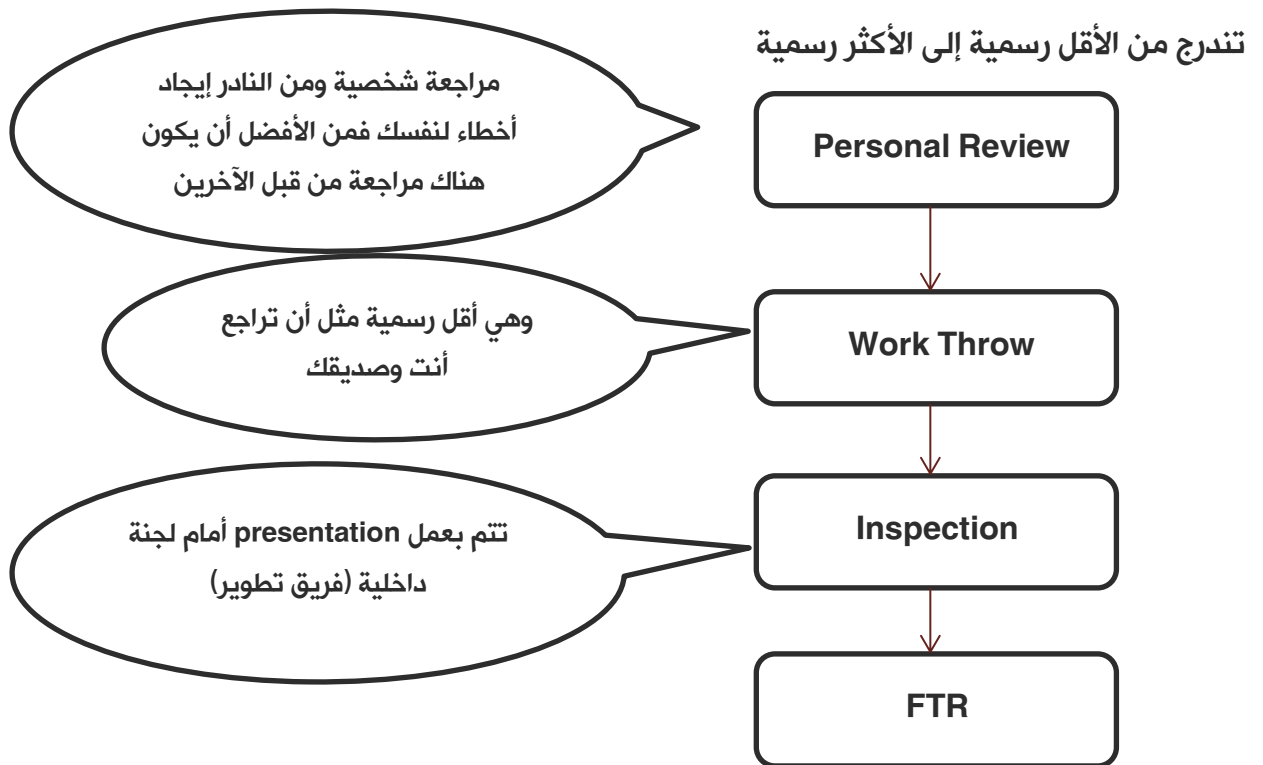 تندرج من الأقل رسمية إلى الأكثر رسمية
مراجعة شخصية ومن النادر إيجاد
أخطاء لنفسك فمن الأفضل أن يكون
هناك مراجعة من قبل الآخرين
Personal Review
وهي أقل رسمية مثل أن تراجع
أنت وصديقك
Work Throw
تتم بعمل presentation أمام لجنة
داخلية (فريق تطوير)
Inspection
FTR